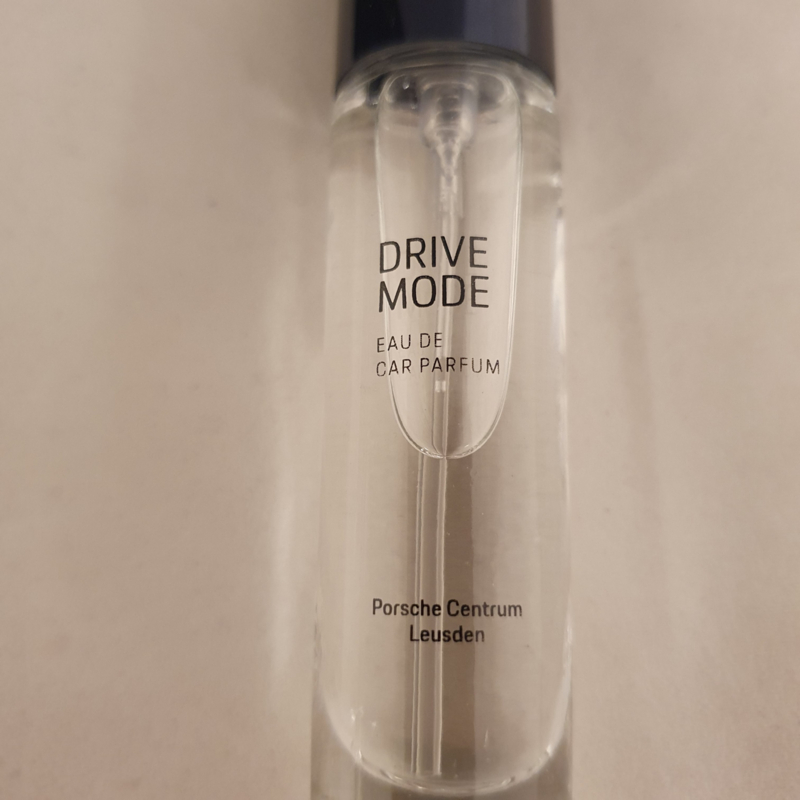 DRIVE
MODE
EAU DE
CAR PARFUM
Porsche Centrum
Leusden